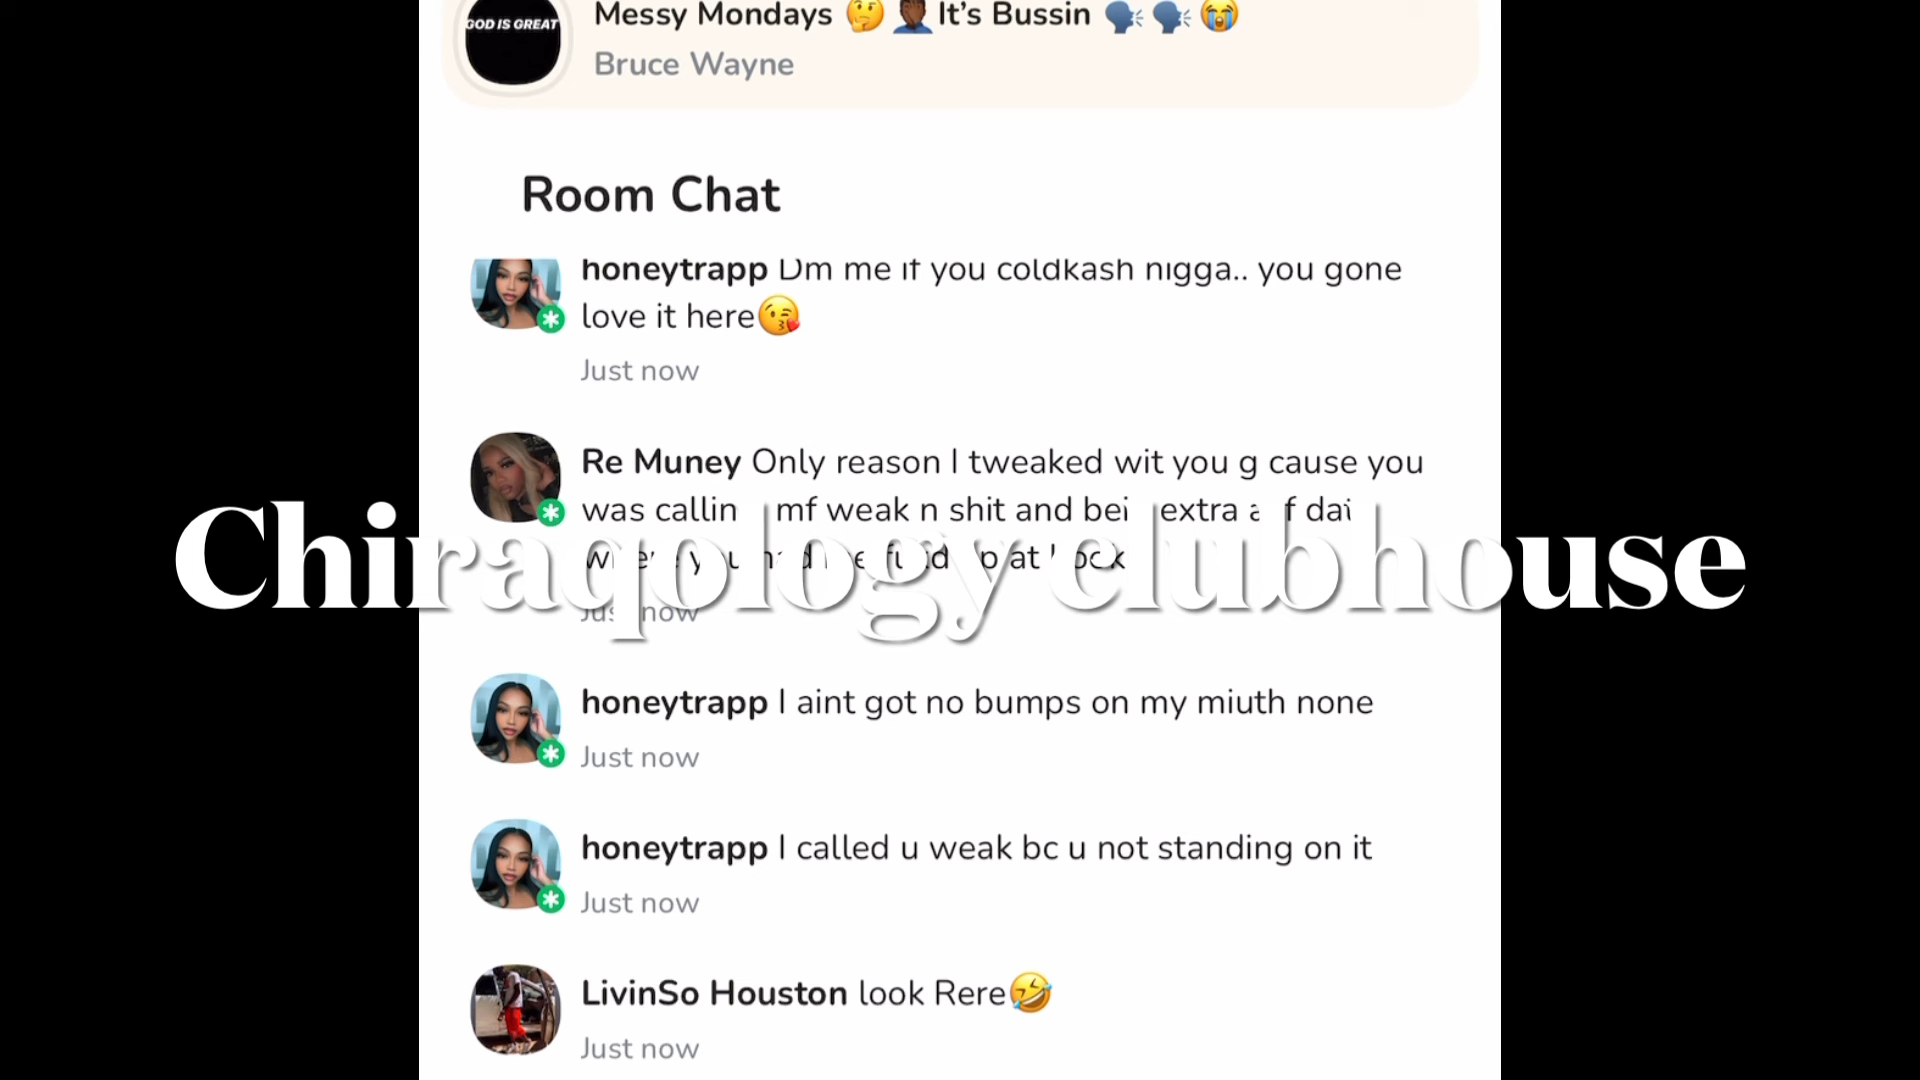 GOD IS GREAT
Messy Mondays 🤔 🤦🏾‍♂️ It's Bussin 🗣️ 🗣️ 😭
Bruce Wayne
Room Chat
honeytrapp Dm me if you coldkash nigga.. you gone
love it here😘
Just now
Re Muney Only reason I tweaked wit you g cause you
was callin mf weak n shit and bei extra f dat
you at
Just now
Chiraqology clubhouse
honeytrapp I aint got no bumps on my miuth none
Just now
honeytrapp I called u weak bc u not standing on it
Just now
LivinSo Houston look Rere🤣
Just now